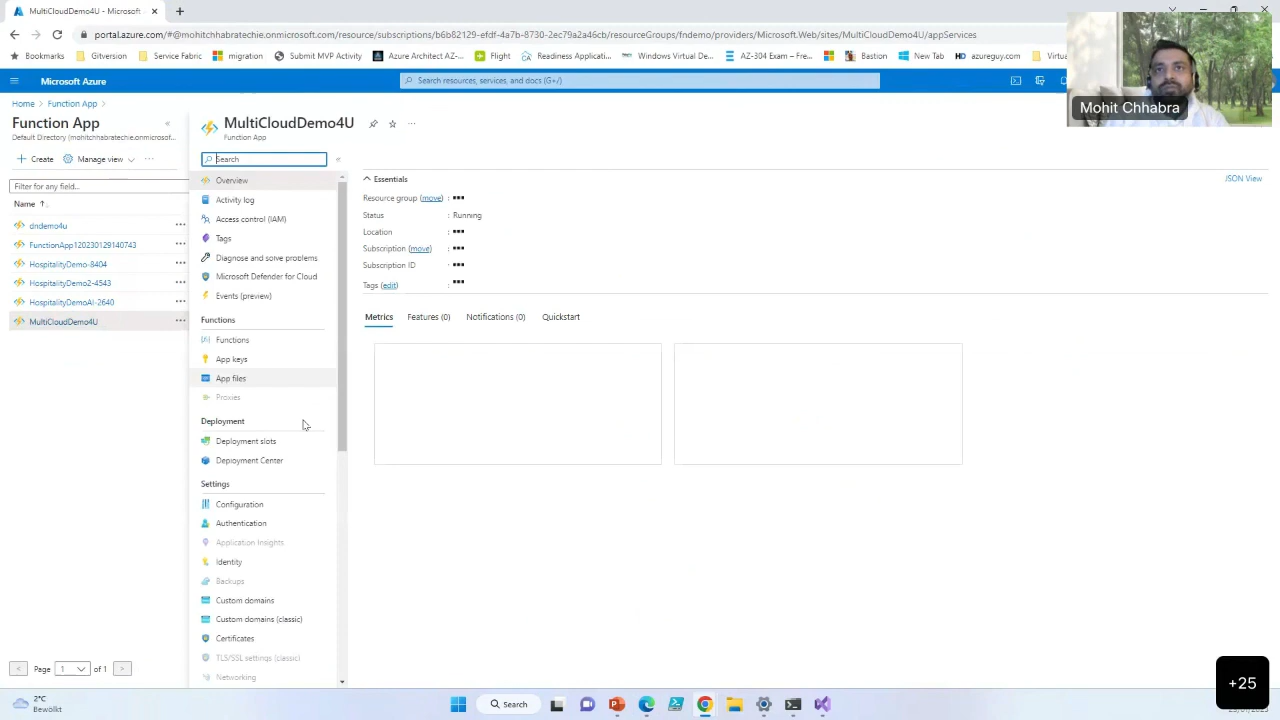 MultiCloudDemo4U - Microsoft Az
portal.azure.com/#@mohitchhabratechie.onmicrosoft.com/resource/subscriptions/b6b82129-efdf-4a7b-8730-2ec79a2a46cb/resourceGroups/fndemo/providers/Microsoft.Web/sites/MultiCloudDemo4U/appServices
Bookmarks
Gitversion
Service Fabric
migration
Submit MVP Activity
Azure Architect AZ-...
Flight
Readiness Applicati...
Windows Virtual De...
AZ-304 Exam – Fre...
Bastion
New Tab
azureguy.com
Virtu
Microsoft Azure
Search resources, services, and docs (G+/)
Mohit Chhabra
Home > Function App >
Function App
Default Directory (mohitchhabratechie.onmicrosoft...
Create
Manage view
Filter for any field...
Name ↑
dndemo4u
FunctionApp120230129140743
HospitalityDemo-8404
HospitalityDemo2-4543
HospitalityDemoAI-2640
MultiCloudDemo4U
Page 1 of 1
MultiCloudDemo4U
Function App
Search
Overview
Activity log
Access control (IAM)
Tags
Diagnose and solve problems
Microsoft Defender for Cloud
Events (preview)
Functions
Functions
App keys
App files
Proxies
Deployment
Deployment slots
Deployment Center
Settings
Configuration
Authentication
Application Insights
Identity
Backups
Custom domains
Custom domains (classic)
Certificates
TLS/SSL settings (classic)
Networking
Essentials
JSON View
Resource group (move) :
Status : Running
Location :
Subscription (move) :
Subscription ID :
Tags (edit) :
Metrics
Features (0)
Notifications (0)
Quickstart
+25
2°C
Bewölkt
Search